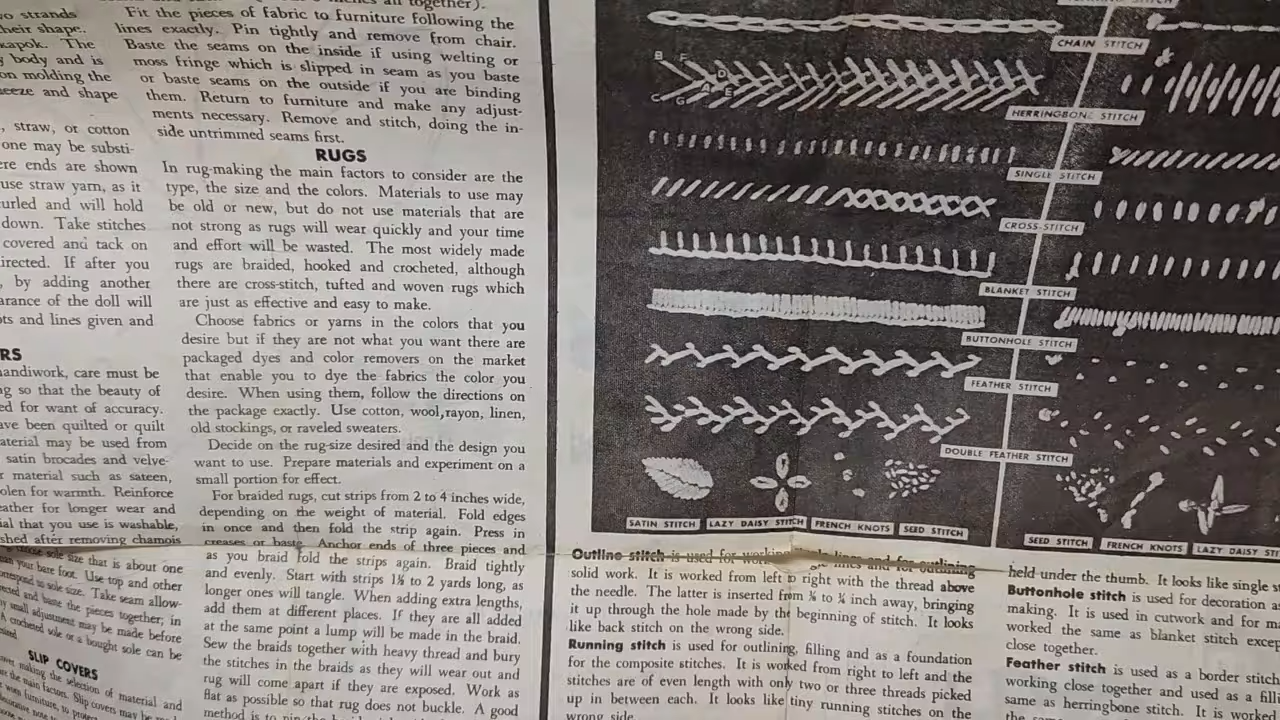 wo strands
heir shape.
kapok. The
body and is
on molding the
eeze and shape
, straw, or cotton
one may be substi-
ere ends are shown
use straw yarn, as it
urled and will hold
down. Take stitches
covered and tack on
irected. If after you
, by adding another
arance of the doll will
ts and lines given and
RS
andiwork, care must be
g so that the beauty of
ed for want of accuracy.
ave been quilted or quilt
aterial may be used from
satin brocades and velve-
r material such as sateen,
olen for warmth. Reinforce
eather for longer wear and
ial that you use is washable,
shed after removing chamois
sole size that is about one
your bare foot. Use top and other
to sole size. Take seam allow-
and baste the pieces together; in
small adjustment may be made before
A crocheted sole or a bought sole can be
SLIP COVERS
making the selection of material and
the main factors. Slip covers may be
all together).
Fit the pieces of fabric to furniture following the
lines exactly. Pin tightly and remove from chair.
Baste the seams on the inside if using welting or
moss fringe which is slipped in seam as you baste
or baste seams on the outside if you are binding
them. Return to furniture and make any adjust-
ments necessary. Remove and stitch, doing the in-
side untrimmed seams first.
RUGS
In rug-making the main factors to consider are the
type, the size and the colors. Materials to use may
be old or new, but do not use materials that are
not strong as rugs will wear quickly and your time
and effort will be wasted. The most widely made
rugs are braided, hooked and crocheted, although
there are cross-stitch, tufted and woven rugs which
are just as effective and easy to make.
Choose fabrics or yarns in the colors that you
desire but if they are not what you want there are
packaged dyes and color removers on the market
that enable you to dye the fabrics the color you
desire. When using them, follow the directions on
the package exactly. Use cotton, wool, rayon, linen,
old stockings, or raveled sweaters.
Decide on the rug-size desired and the design you
want to use. Prepare materials and experiment on a
small portion for effect.
For braided rugs, cut strips from 2 to 4 inches wide,
depending on the weight of material. Fold edges
in once and then fold the strip again. Press in
creases or baste. Anchor ends of three pieces and
as you braid fold the strips again. Braid tightly
and evenly. Start with strips 1½ to 2 yards long, as
longer ones will tangle. When adding extra lengths,
add them at different places. If they are all added
at the same point a lump will be made in the braid.
Sew the braids together with heavy thread and bury
the stitches in the braids as they will wear out and
rug will come apart if they are exposed. Work as
flat as possible so that rug does not buckle. A good
method is to pin the
CHAIN STITCH
B F D
A
C G E
HERRINGBONE STITCH
SINGLE STITCH
CROSS-STITCH
BLANKET STITCH
BUTTONHOLE STITCH
FEATHER STITCH
DOUBLE FEATHER STITCH
SATIN STITCH
LAZY DAISY STITCH
FRENCH KNOTS
SEED STITCH
SEED STITCH
FRENCH KNOTS
LAZY DAISY STI
Outline stitch is used for working lines and for outlining
solid work. It is worked from left to right with the thread above
the needle. The latter is inserted from ⅛ to ¼ inch away, bringing
it up through the hole made by the beginning of stitch. It looks
like back stitch on the wrong side.
Running stitch is used for outlining, filling and as a foundation
for the composite stitches. It is worked from right to left and the
stitches are of even length with only two or three threads picked
up in between each. It looks like tiny running stitches on the
wrong side.
held under the thumb. It looks like single s
Buttonhole stitch is used for decoration a
making. It is used in cutwork and for m
worked the same as blanket stitch excep
close together.
Feather stitch is used as a border stitch
working close together and used as a fill
same as herringbone stitch. It is worked